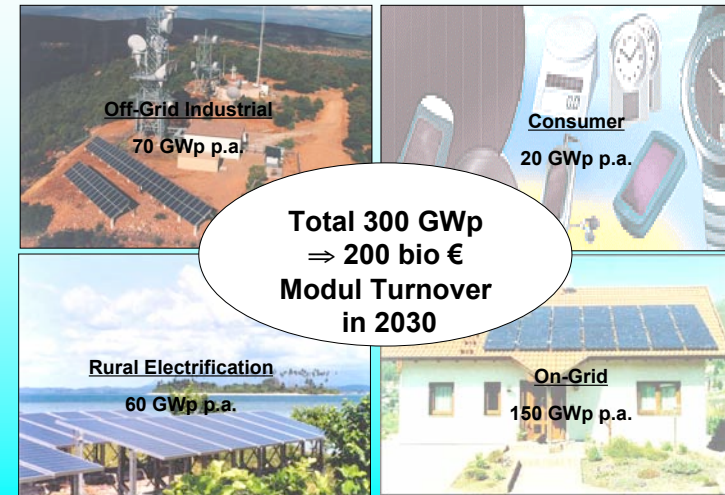 Off-Grid Industrial
70 GWp p.a.
Consumer
20 GWp p.a.
Total 300 GWp
⇒ 200 bio €
Modul Turnover
in 2030
Rural Electrification
60 GWp p.a.
On-Grid
150 GWp p.a.